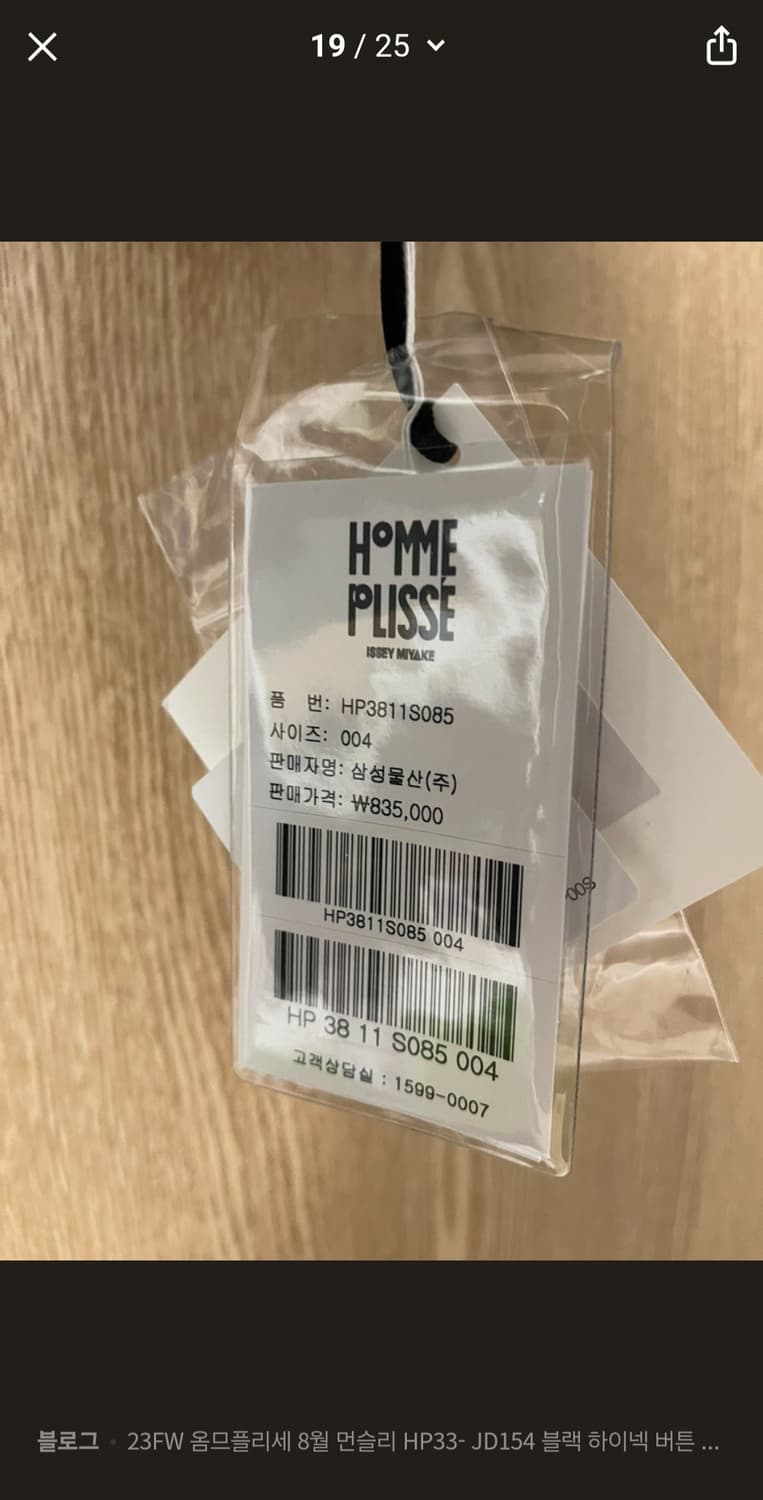 19 / 25
HOMME
PLISSÉ
ISSEY MIYAKE
품 번: HP3811S085
사이즈: 004
판매자명: 삼성물산(주)
판매가격: ₩835,000
HP3811S085 004
HP 38 11 S085 004
고객상담실 : 1599-0007
블로그 • 23FW 옴므플리세 8월 먼슬리 HP33- JD154 블랙 하이넥 버튼 ...